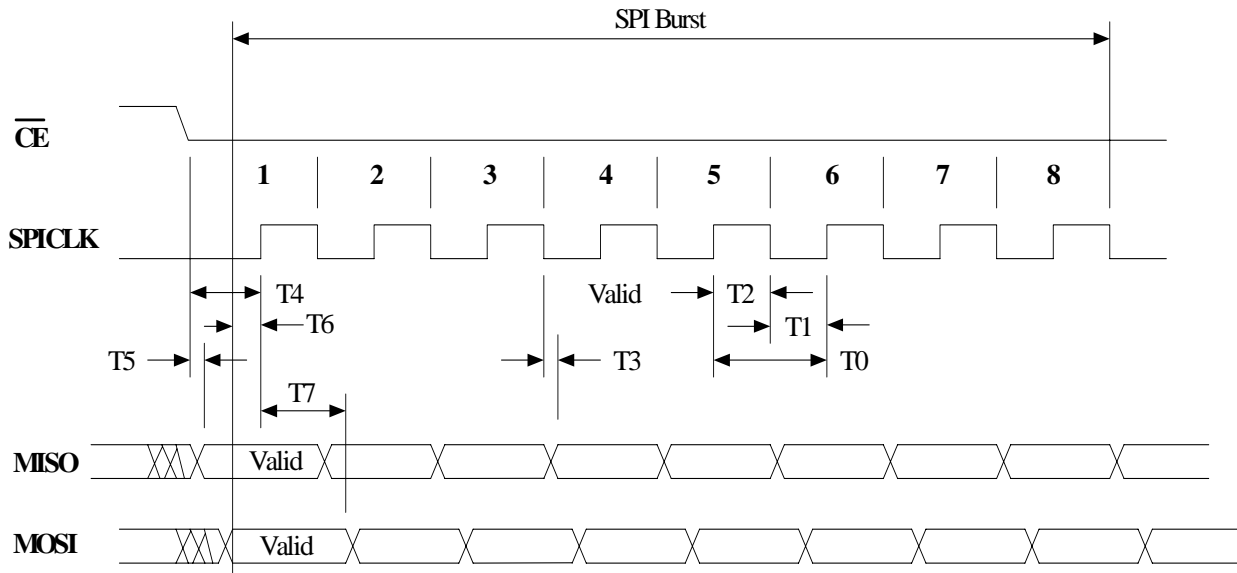 SPI Burst
CE
1 2 3 4 5 6 7 8
SPICLK
T4 Valid T2
T6 T1
T5 T3 T0
T7
MISO Valid
MOSI Valid